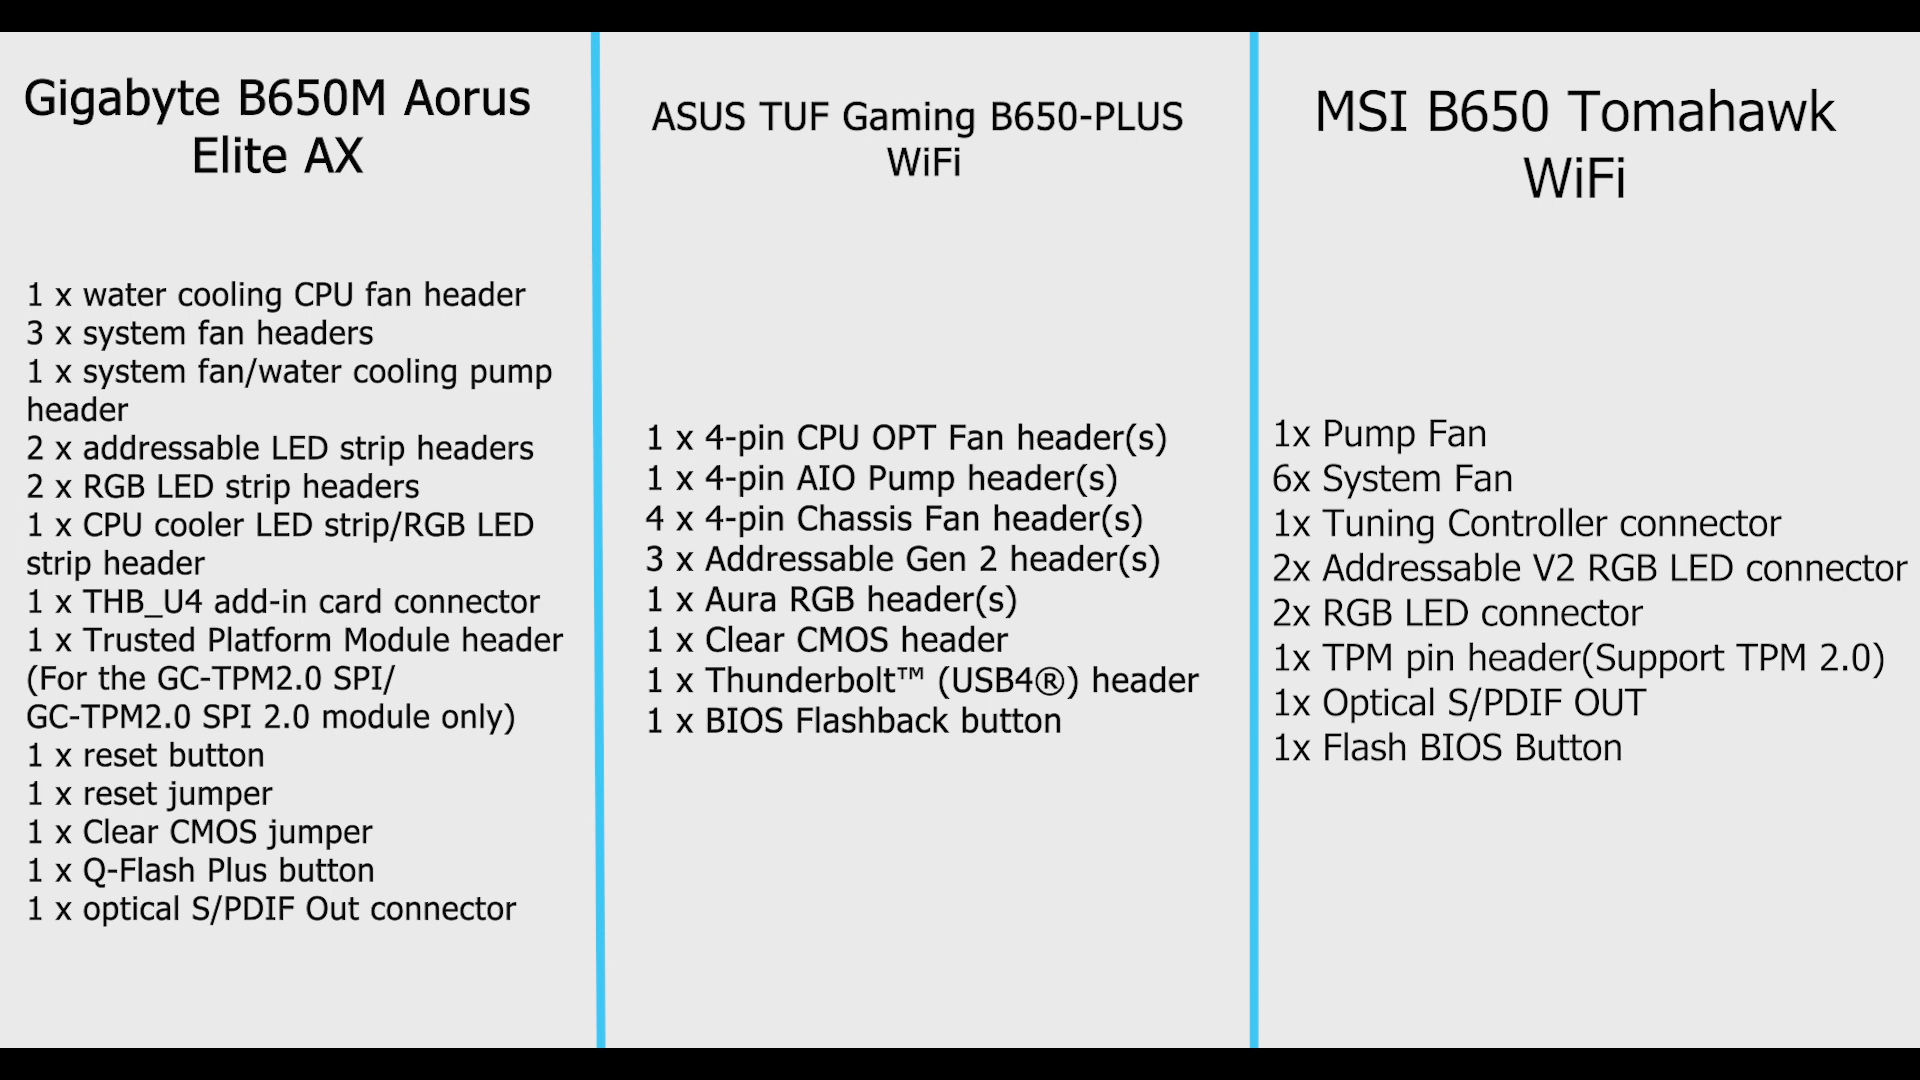 Gigabyte B650M Aorus
Elite AX
1 x water cooling CPU fan header
3 x system fan headers
1 x system fan/water cooling pump
header
2 x addressable LED strip headers
2 x RGB LED strip headers
1 x CPU cooler LED strip/RGB LED
strip header
1 x THB_U4 add-in card connector
1 x Trusted Platform Module header
(For the GC-TPM2.0 SPI/
GC-TPM2.0 SPI 2.0 module only)
1 x reset button
1 x reset jumper
1 x Clear CMOS jumper
1 x Q-Flash Plus button
1 x optical S/PDIF Out connector
ASUS TUF Gaming B650-PLUS
WiFi
1 x 4-pin CPU OPT Fan header(s)
1 x 4-pin AIO Pump header(s)
4 x 4-pin Chassis Fan header(s)
3 x Addressable Gen 2 header(s)
1 x Aura RGB header(s)
1 x Clear CMOS header
1 x Thunderbolt™ (USB4®) header
1 x BIOS Flashback button
MSI B650 Tomahawk
WiFi
1x Pump Fan
6x System Fan
1x Tuning Controller connector
2x Addressable V2 RGB LED connector
2x RGB LED connector
1x TPM pin header(Support TPM 2.0)
1x Optical S/PDIF OUT
1x Flash BIOS Button